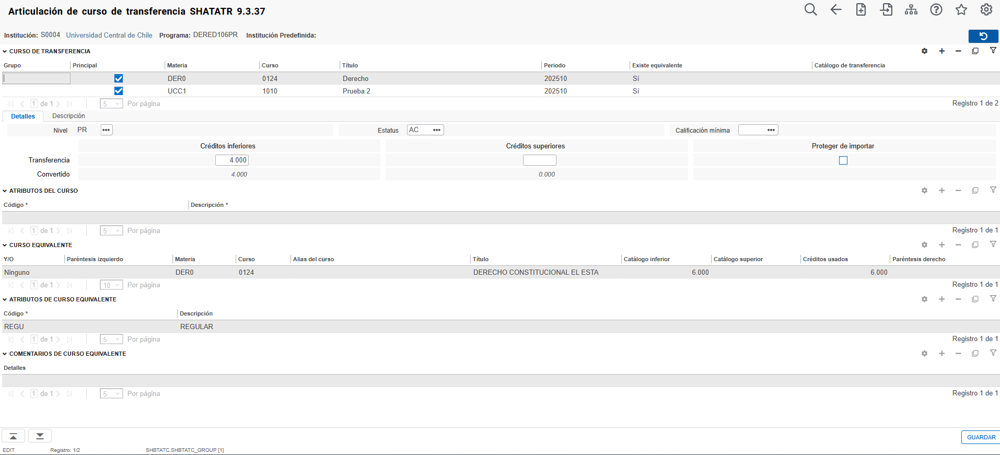 Articulación de curso de transferencia SHATATR 9.3.37
Institución: S0004 Universidad Central de Chile Programa: DERED106PR Institución Predefinida:
CURSO DE TRANSFERENCIA
Grupo Principal Materia Curso Título Periodo Existe equivalente Catálogo de transferencia
DER0 0124 Derecho 202510 Sí
UCC1 1010 Prueba 2 202510 Sí
1 de 1 5 Por página Registro 1 de 2
Detalles Descripción
Nivel PR Estatus AC Calificación mínima
Créditos inferiores Créditos superiores Proteger de importar
Transferencia 4.000
Convertido 4.000 0.000
ATRIBUTOS DEL CURSO
Código * Descripción *
1 de 1 5 Por página Registro 1 de 1
CURSO EQUIVALENTE
Y/O Paréntesis izquierdo Materia Curso Alias del curso Título Catálogo inferior Catálogo superior Créditos usados Paréntesis derecho
Ninguno DER0 0124 DERECHO CONSTITUCIONAL EL ESTA 6.000 6.000
1 de 1 10 Por página Registro 1 de 1
ATRIBUTOS DE CURSO EQUIVALENTE
Código * Descripción
REGU REGULAR
1 de 1 5 Por página Registro 1 de 1
COMENTARIOS DE CURSO EQUIVALENTE
Detalles
1 de 1 5 Por página Registro 1 de 1
GUARDAR
EDIT Registro: 1/2 SHBTATC.SHBTATC_GROUP [1]